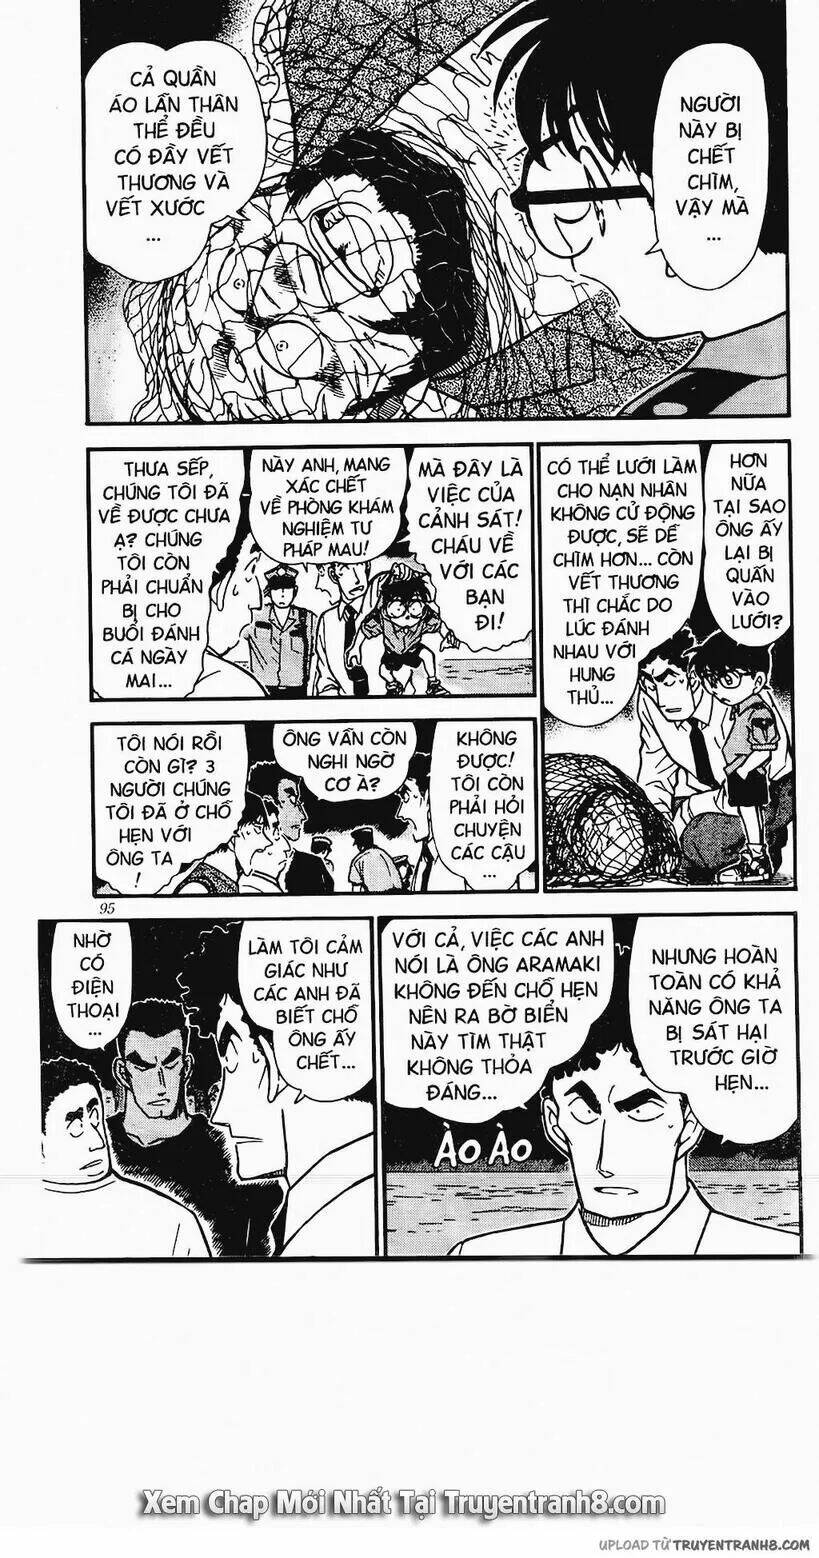 NGƯỜI
NÀY BỊ
CHẾT
CHÌM,
VẬY MÀ
...
CẢ QUẦN
ÁO LẪN THÂN
THỂ ĐỀU
CÓ ĐẦY VẾT
THƯƠNG VÀ
VẾT XƯỚC
...
HƠN
NỮA
TẠI SAO
ÔNG ẤY
LẠI BỊ
QUẤN
VÀO
LƯỚI?
CÓ THỂ LƯỚI LÀM
CHO NẠN NHÂN
KHÔNG CỬ ĐỘNG
ĐƯỢC, SẼ DỄ
CHÌM HƠN... CÒN
VẾT THƯƠNG
THÌ CHẮC DO
LÚC ĐÁNH
NHAU VỚI
HUNG
THỦ...
MÀ ĐÂY LÀ
VIỆC CỦA
CẢNH SÁT!
CHÁU VỀ
VỚI CÁC
BẠN
ĐI!
NÀY ANH, MANG
XÁC CHẾT
VỀ PHÒNG KHÁM
NGHIỆM TƯ
PHÁP MAU!
THƯA SẾP,
CHÚNG TÔI ĐÃ
VỀ ĐƯỢC CHƯA
Ạ? CHÚNG
TÔI CÒN
PHẢI CHUẨN
BỊ CHO
BUỔI ĐÁNH
CÁ NGÀY
MAI...
KHÔNG
ĐƯỢC!
TÔI CÒN
PHẢI HỎI
CHUYỆN
CÁC CẬU
...
ÔNG VẪN CÒN
NGHI NGỜ
CƠ À?
TÔI NÓI RỒI
CÒN GÌ? 3
NGƯỜI CHÚNG
TÔI ĐÃ Ở CHỖ
HẸN VỚI
ÔNG TA
!
95
NHƯNG HOÀN
TOÀN CÓ KHẢ
NĂNG ÔNG TA
BỊ SÁT HẠI
TRƯỚC GIỜ
HẸN...
VỚI CẢ, VIỆC CÁC ANH
NÓI LÀ ÔNG ARAMAKI
KHÔNG ĐẾN CHỖ HẸN
NÊN RA BỜ BIỂN
NÀY TÌM THẬT
KHÔNG THỎA
ĐÁNG...
ÀO ÀO
LÀM TÔI CẢM
GIÁC NHƯ
CÁC ANH ĐÃ
BIẾT CHỖ
ÔNG ẤY
CHẾT...
NHỜ
CÓ
ĐIỆN
THOẠI
...
Xem Chap Mới Nhất Tại Truyentranh8.com
UPLOAD TỪ TRUYENTRANH8.COM